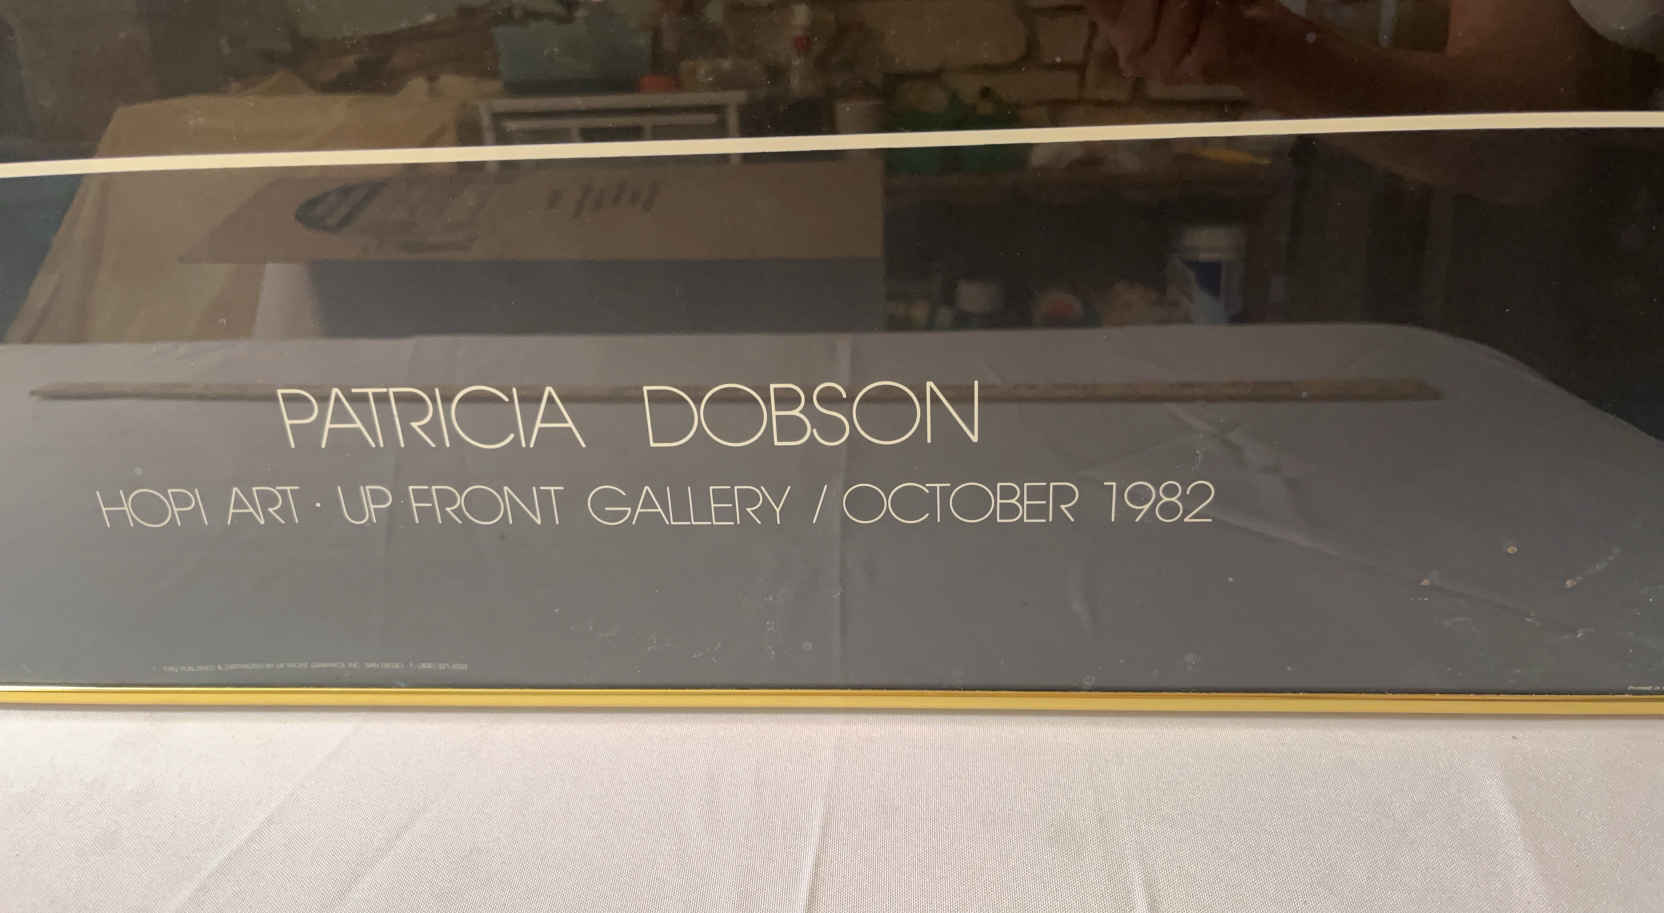 PATRICIA DOBSON
HOPI ART · UP FRONT GALLERY / OCTOBER 1982